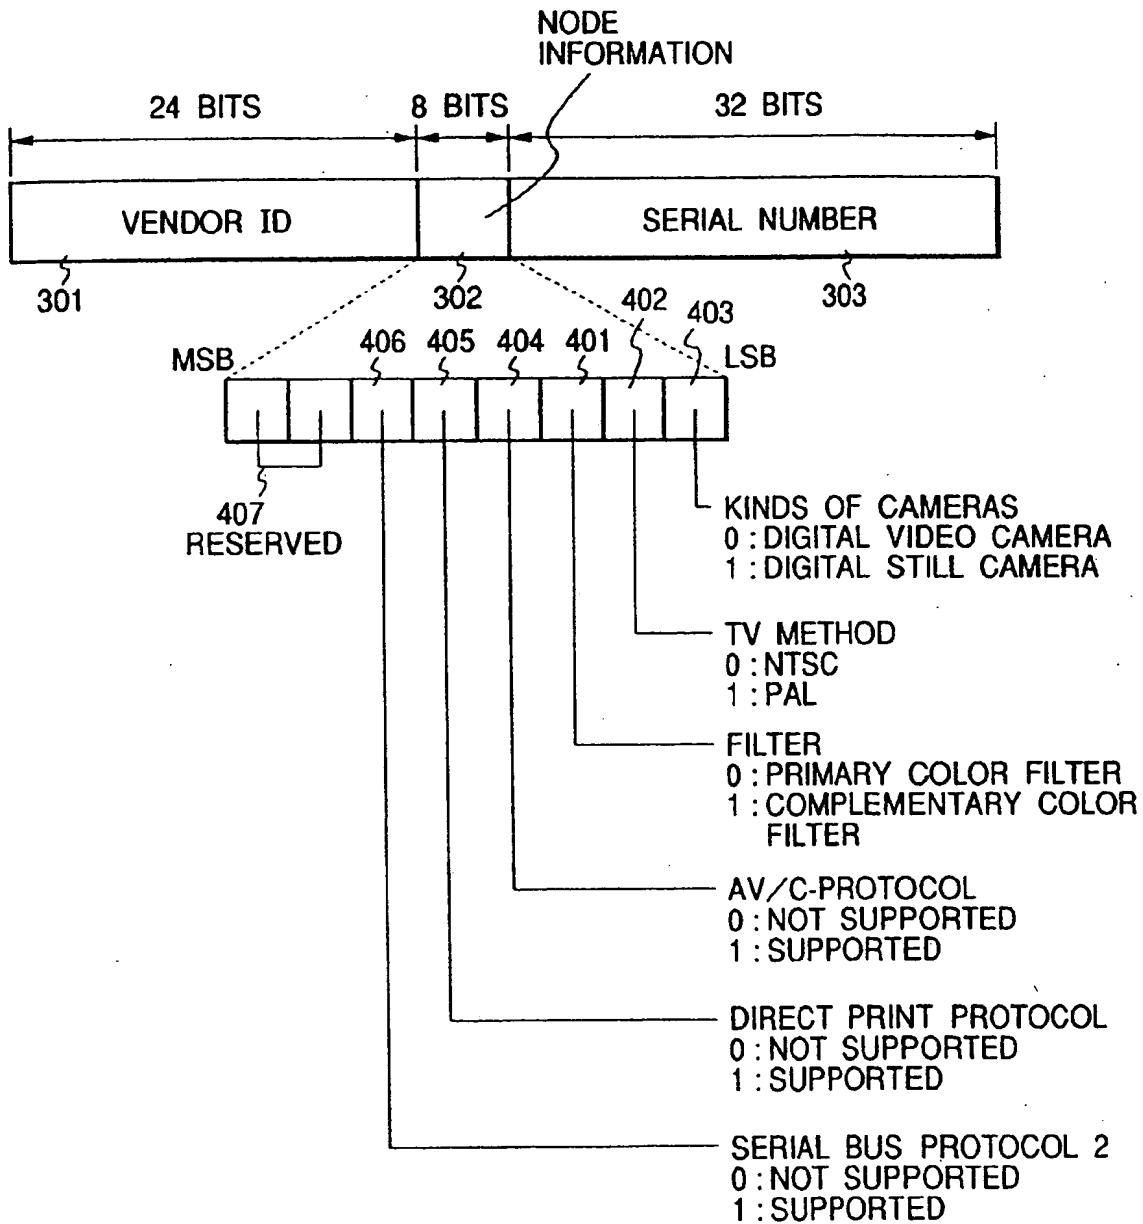 NODE
INFORMATION
24 BITS
8 BITS
32 BITS
VENDOR ID
SERIAL NUMBER
301
302
303
402
403
406
405
404
401
MSB
LSB
407
RESERVED
KINDS OF CAMERAS
0 : DIGITAL VIDEO CAMERA
1 : DIGITAL STILL CAMERA
TV METHOD
0 : NTSC
1 : PAL
FILTER
0 : PRIMARY COLOR FILTER
1 : COMPLEMENTARY COLOR
FILTER
AV/C-PROTOCOL
0 : NOT SUPPORTED
1 : SUPPORTED
DIRECT PRINT PROTOCOL
0 : NOT SUPPORTED
1 : SUPPORTED
SERIAL BUS PROTOCOL 2
0 : NOT SUPPORTED
1 : SUPPORTED